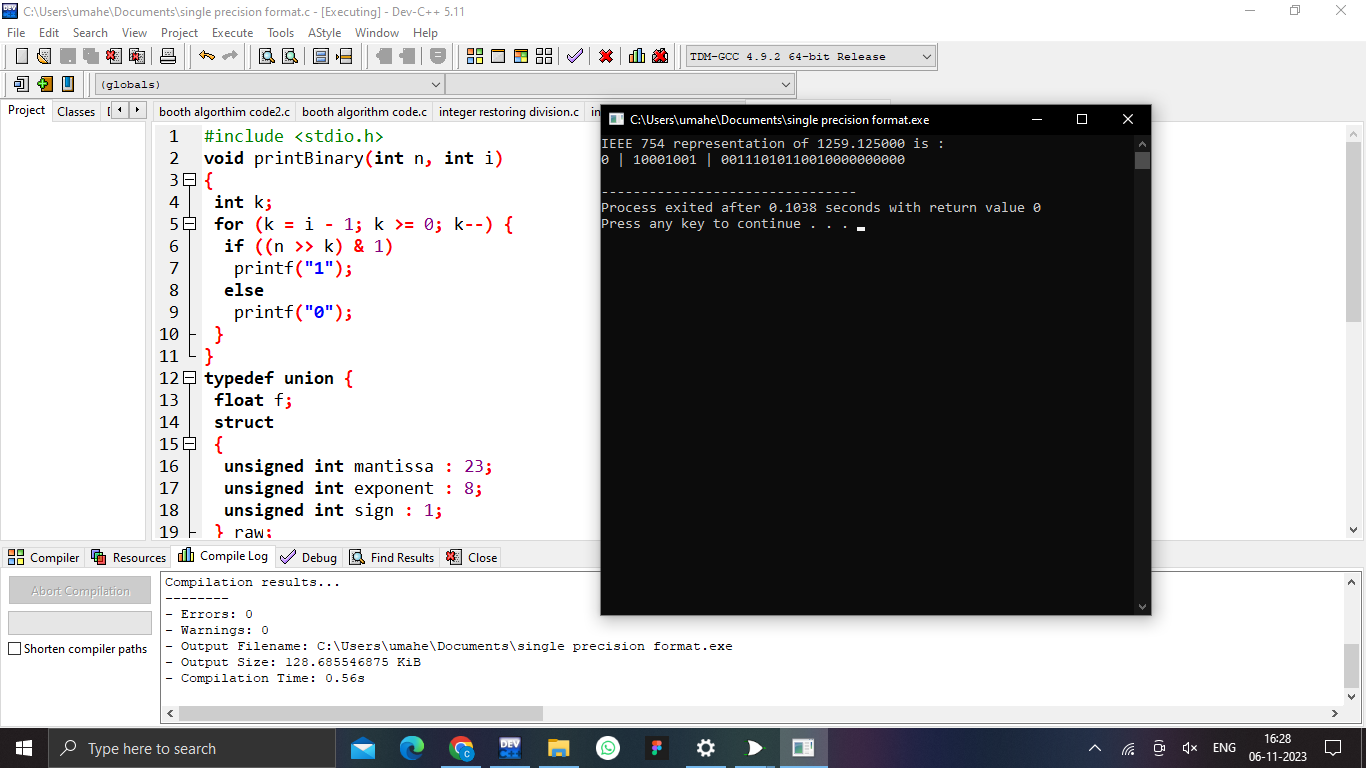 C:\Users\umahe\Documents\single precision format.c - [Executing] - Dev-C++ 5.11
File Edit Search View Project Execute Tools AStyle Window Help
TDM-GCC 4.9.2 64-bit Release
(globals)
Project Classes booth algorthim code2.c booth algorithm code.c integer restoring division.c in
1 #include <stdio.h>
2 void printBinary(int n, int i)
3 {
4 int k;
5 for (k = i - 1; k >= 0; k--) {
6 if ((n >> k) & 1)
7 printf("1");
8 else
9 printf("0");
10 }
11 }
12 typedef union {
13 float f;
14 struct
15 {
16 unsigned int mantissa : 23;
17 unsigned int exponent : 8;
18 unsigned int sign : 1;
19 } raw;
C:\Users\umahe\Documents\single precision format.exe
IEEE 754 representation of 1259.125000 is :
0 | 10001001 | 00111010110010000000000
--------------------------------
Process exited after 0.1038 seconds with return value 0
Press any key to continue . . .
Compiler Resources Compile Log Debug Find Results Close
Abort Compilation
Shorten compiler paths
Compilation results...
--------
- Errors: 0
- Warnings: 0
- Output Filename: C:\Users\umahe\Documents\single precision format.exe
- Output Size: 128.685546875 KiB
- Compilation Time: 0.56s
Type here to search
DEV
C
ENG
16:28
06-11-2023